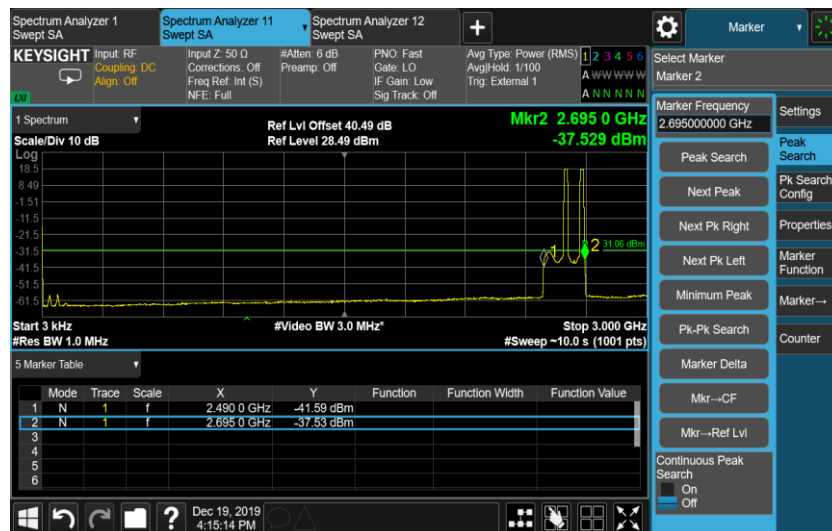 Spectrum Analyzer 1
Swept SA
Spectrum Analyzer 11
Swept SA
Spectrum Analyzer 12
Swept SA
+
Marker
KEYSIGHT
LXI
Input: RF
Coupling: DC
Align: Off
Input Z: 50 Ω
Corrections: Off
Freq Ref: Int (S)
NFE: Full
#Atten: 6 dB
Preamp: Off
PNO: Fast
Gate: LO
IF Gain: Low
Sig Track: Off
Avg Type: Power (RMS)
Avg|Hold: 1/100
Trig: External 1
1 2 3 4 5 6
A W W W W W
A N N N N N
Select Marker
Marker 2
1 Spectrum
Scale/Div 10 dB
Ref Lvl Offset 40.49 dB
Ref Level 28.49 dBm
Mkr2 2.695 0 GHz
-37.529 dBm
Log
18.5
8.49
-1.51
-11.5
-21.5
-31.5
-41.5
-51.5
-61.5
1
2
31.06 dBm
Start 3 kHz
#Res BW 1.0 MHz
#Video BW 3.0 MHz*
Stop 3.000 GHz
#Sweep ~10.0 s (1001 pts)
5 Marker Table
Mode Trace Scale X Y Function Function Width Function Value
1 N 1 f 2.490 0 GHz -41.59 dBm
2 N 1 f 2.695 0 GHz -37.53 dBm
3
4
5
6
Marker Frequency
2.695000000 GHz
Peak Search
Next Peak
Next Pk Right
Next Pk Left
Minimum Peak
Pk-Pk Search
Marker Delta
Mkr→CF
Mkr→Ref Lvl
Continuous Peak
Search
On
Off
Settings
Peak
Search
Pk Search
Config
Properties
Marker
Function
Marker→
Counter
?
Dec 19, 2019
4:15:14 PM